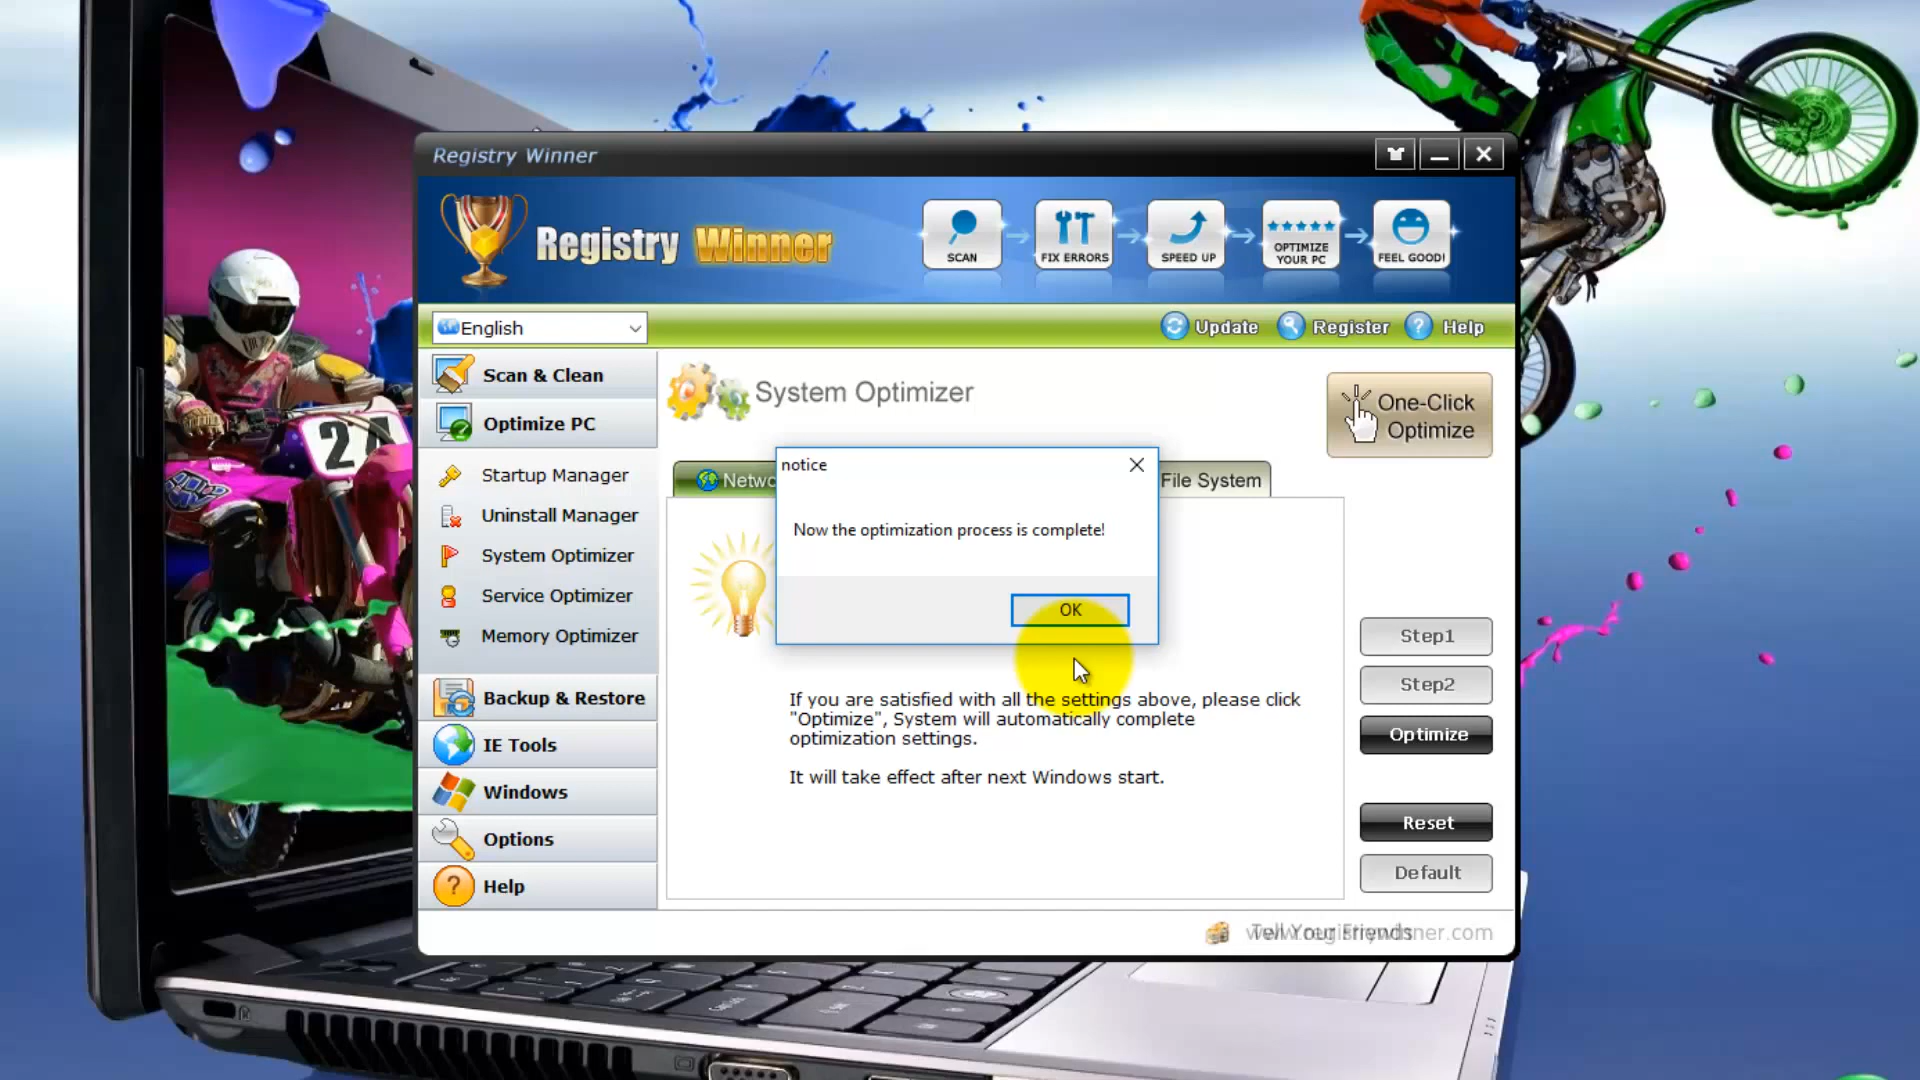 Registry Winner
Registry Winner
SCAN
FIX ERRORS
SPEED UP
OPTIMIZE
YOUR PC
FEEL GOOD!
English
Update
Register
Help
Scan & Clean
Optimize PC
Startup Manager
Uninstall Manager
System Optimizer
Service Optimizer
Memory Optimizer
Backup & Restore
IE Tools
Windows
Options
Help
System Optimizer
One-Click
Optimize
File System
notice
Now the optimization process is complete!
OK
If you are satisfied with all the settings above, please click
"Optimize", System will automatically complete
optimization settings.
It will take effect after next Windows start.
Step1
Step2
Optimize
Reset
Default
Tell Your Friends
24